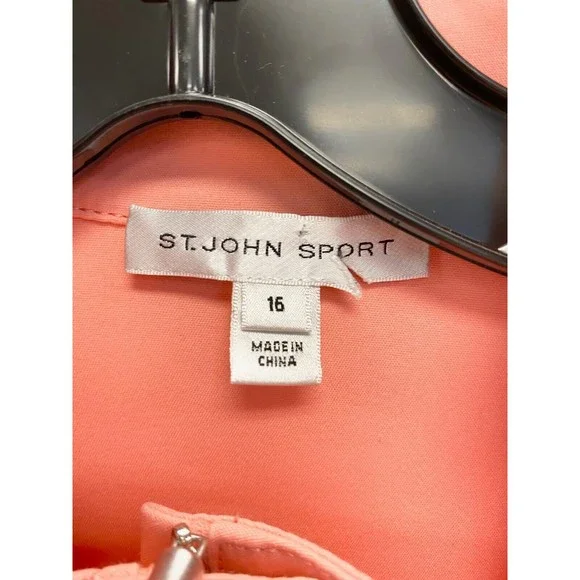 ST.JOHN SPORT
16
MADE IN
CHINA